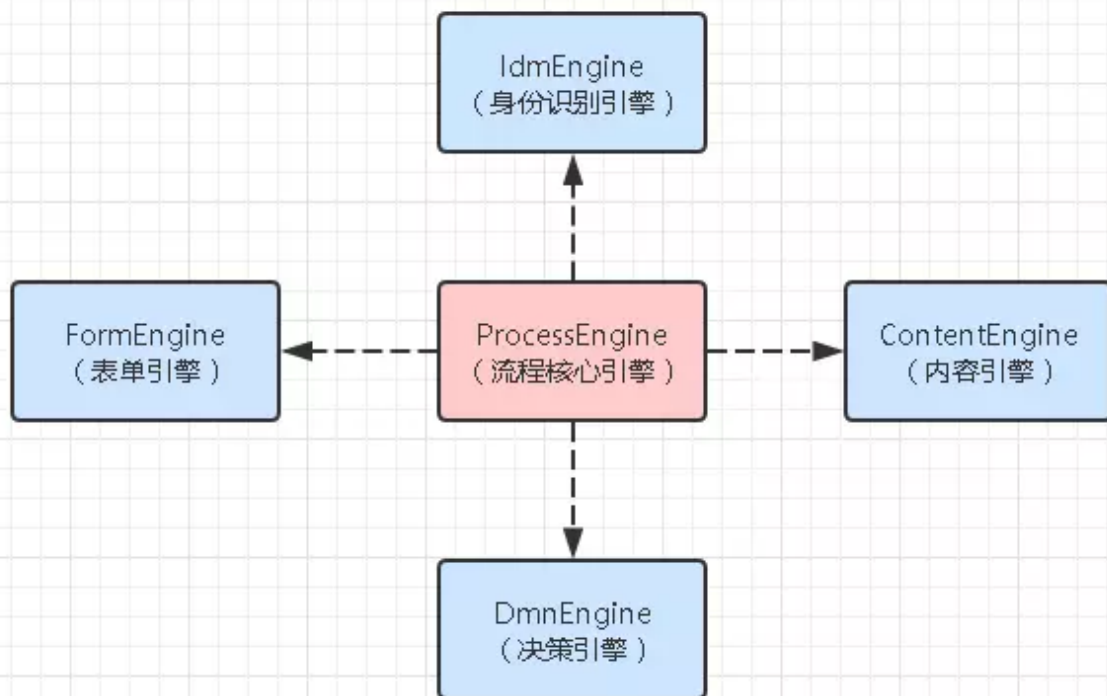 IdmEngine
（身份识别引擎）
FormEngine
（表单引擎）
ProcessEngine
（流程核心引擎）
ContentEngine
（内容引擎）
DmnEngine
（决策引擎）